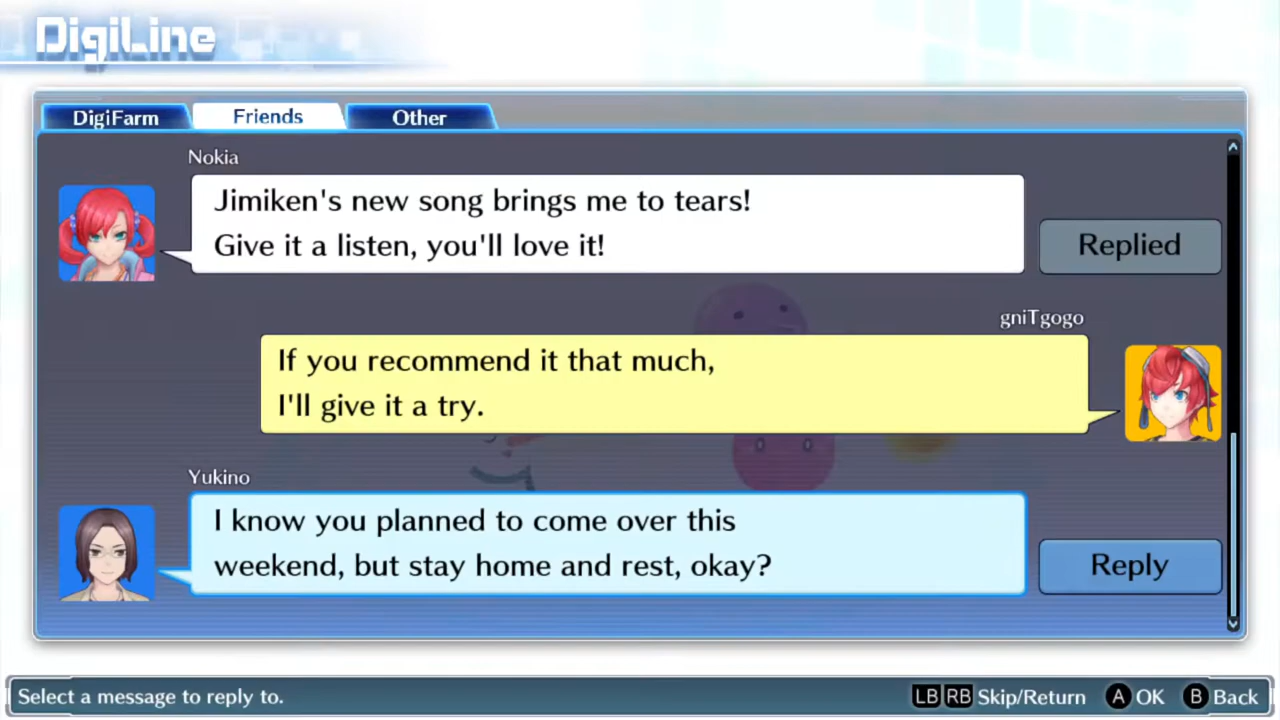 DigiLine
DigiFarm
Friends
Other
Nokia
Jimiken's new song brings me to tears!
Give it a listen, you'll love it!
Replied
gniTgogo
If you recommend it that much,
I'll give it a try.
Yukino
I know you planned to come over this
weekend, but stay home and rest, okay?
Reply
Select a message to reply to.
LB RB Skip/Return A OK B Back